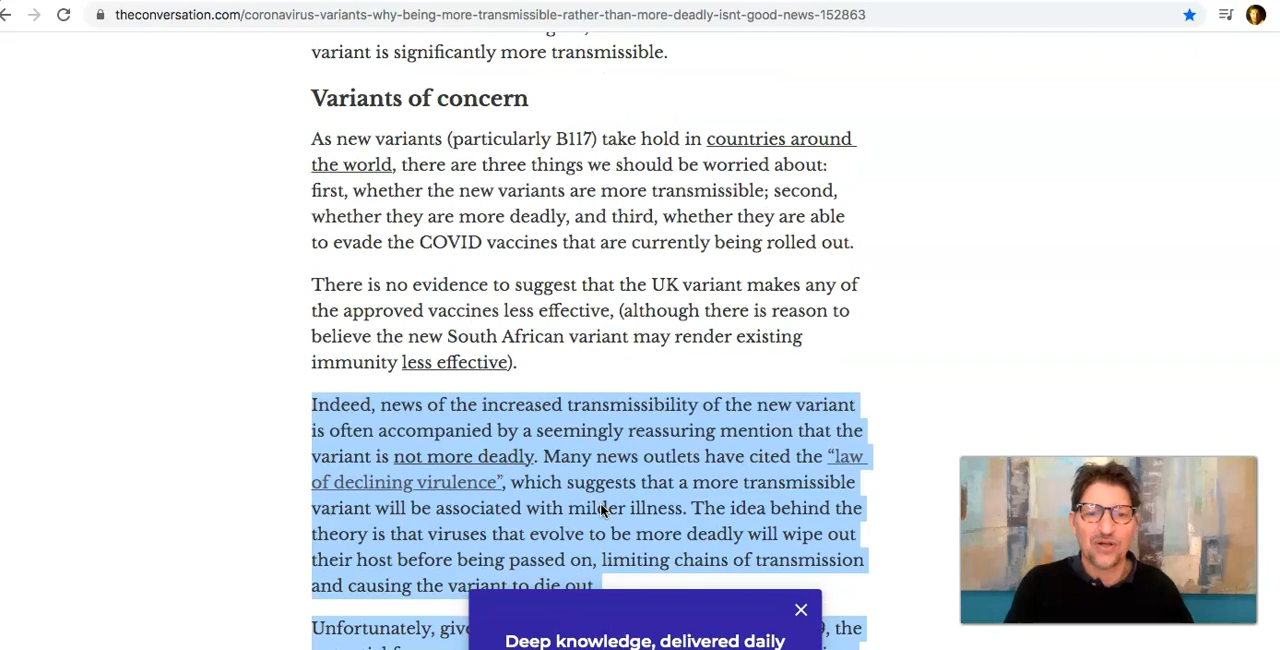 theconversation.com/coronavirus-variants-why-being-more-transmissible-rather-than-more-deadly-isnt-good-news-152863
variant is significantly more transmissible.
Variants of concern
As new variants (particularly B117) take hold in countries around
the world, there are three things we should be worried about:
first, whether the new variants are more transmissible; second,
whether they are more deadly, and third, whether they are able
to evade the COVID vaccines that are currently being rolled out.
There is no evidence to suggest that the UK variant makes any of
the approved vaccines less effective, (although there is reason to
believe the new South African variant may render existing
immunity less effective).
Indeed, news of the increased transmissibility of the new variant
is often accompanied by a seemingly reassuring mention that the
variant is not more deadly. Many news outlets have cited the “law
of declining virulence”, which suggests that a more transmissible
variant will be associated with milder illness. The idea behind the
theory is that viruses that evolve to be more deadly will wipe out
their host before being passed on, limiting chains of transmission
and causing the variant to die out.
Unfortunately, 9, the
Deep knowledge, delivered daily